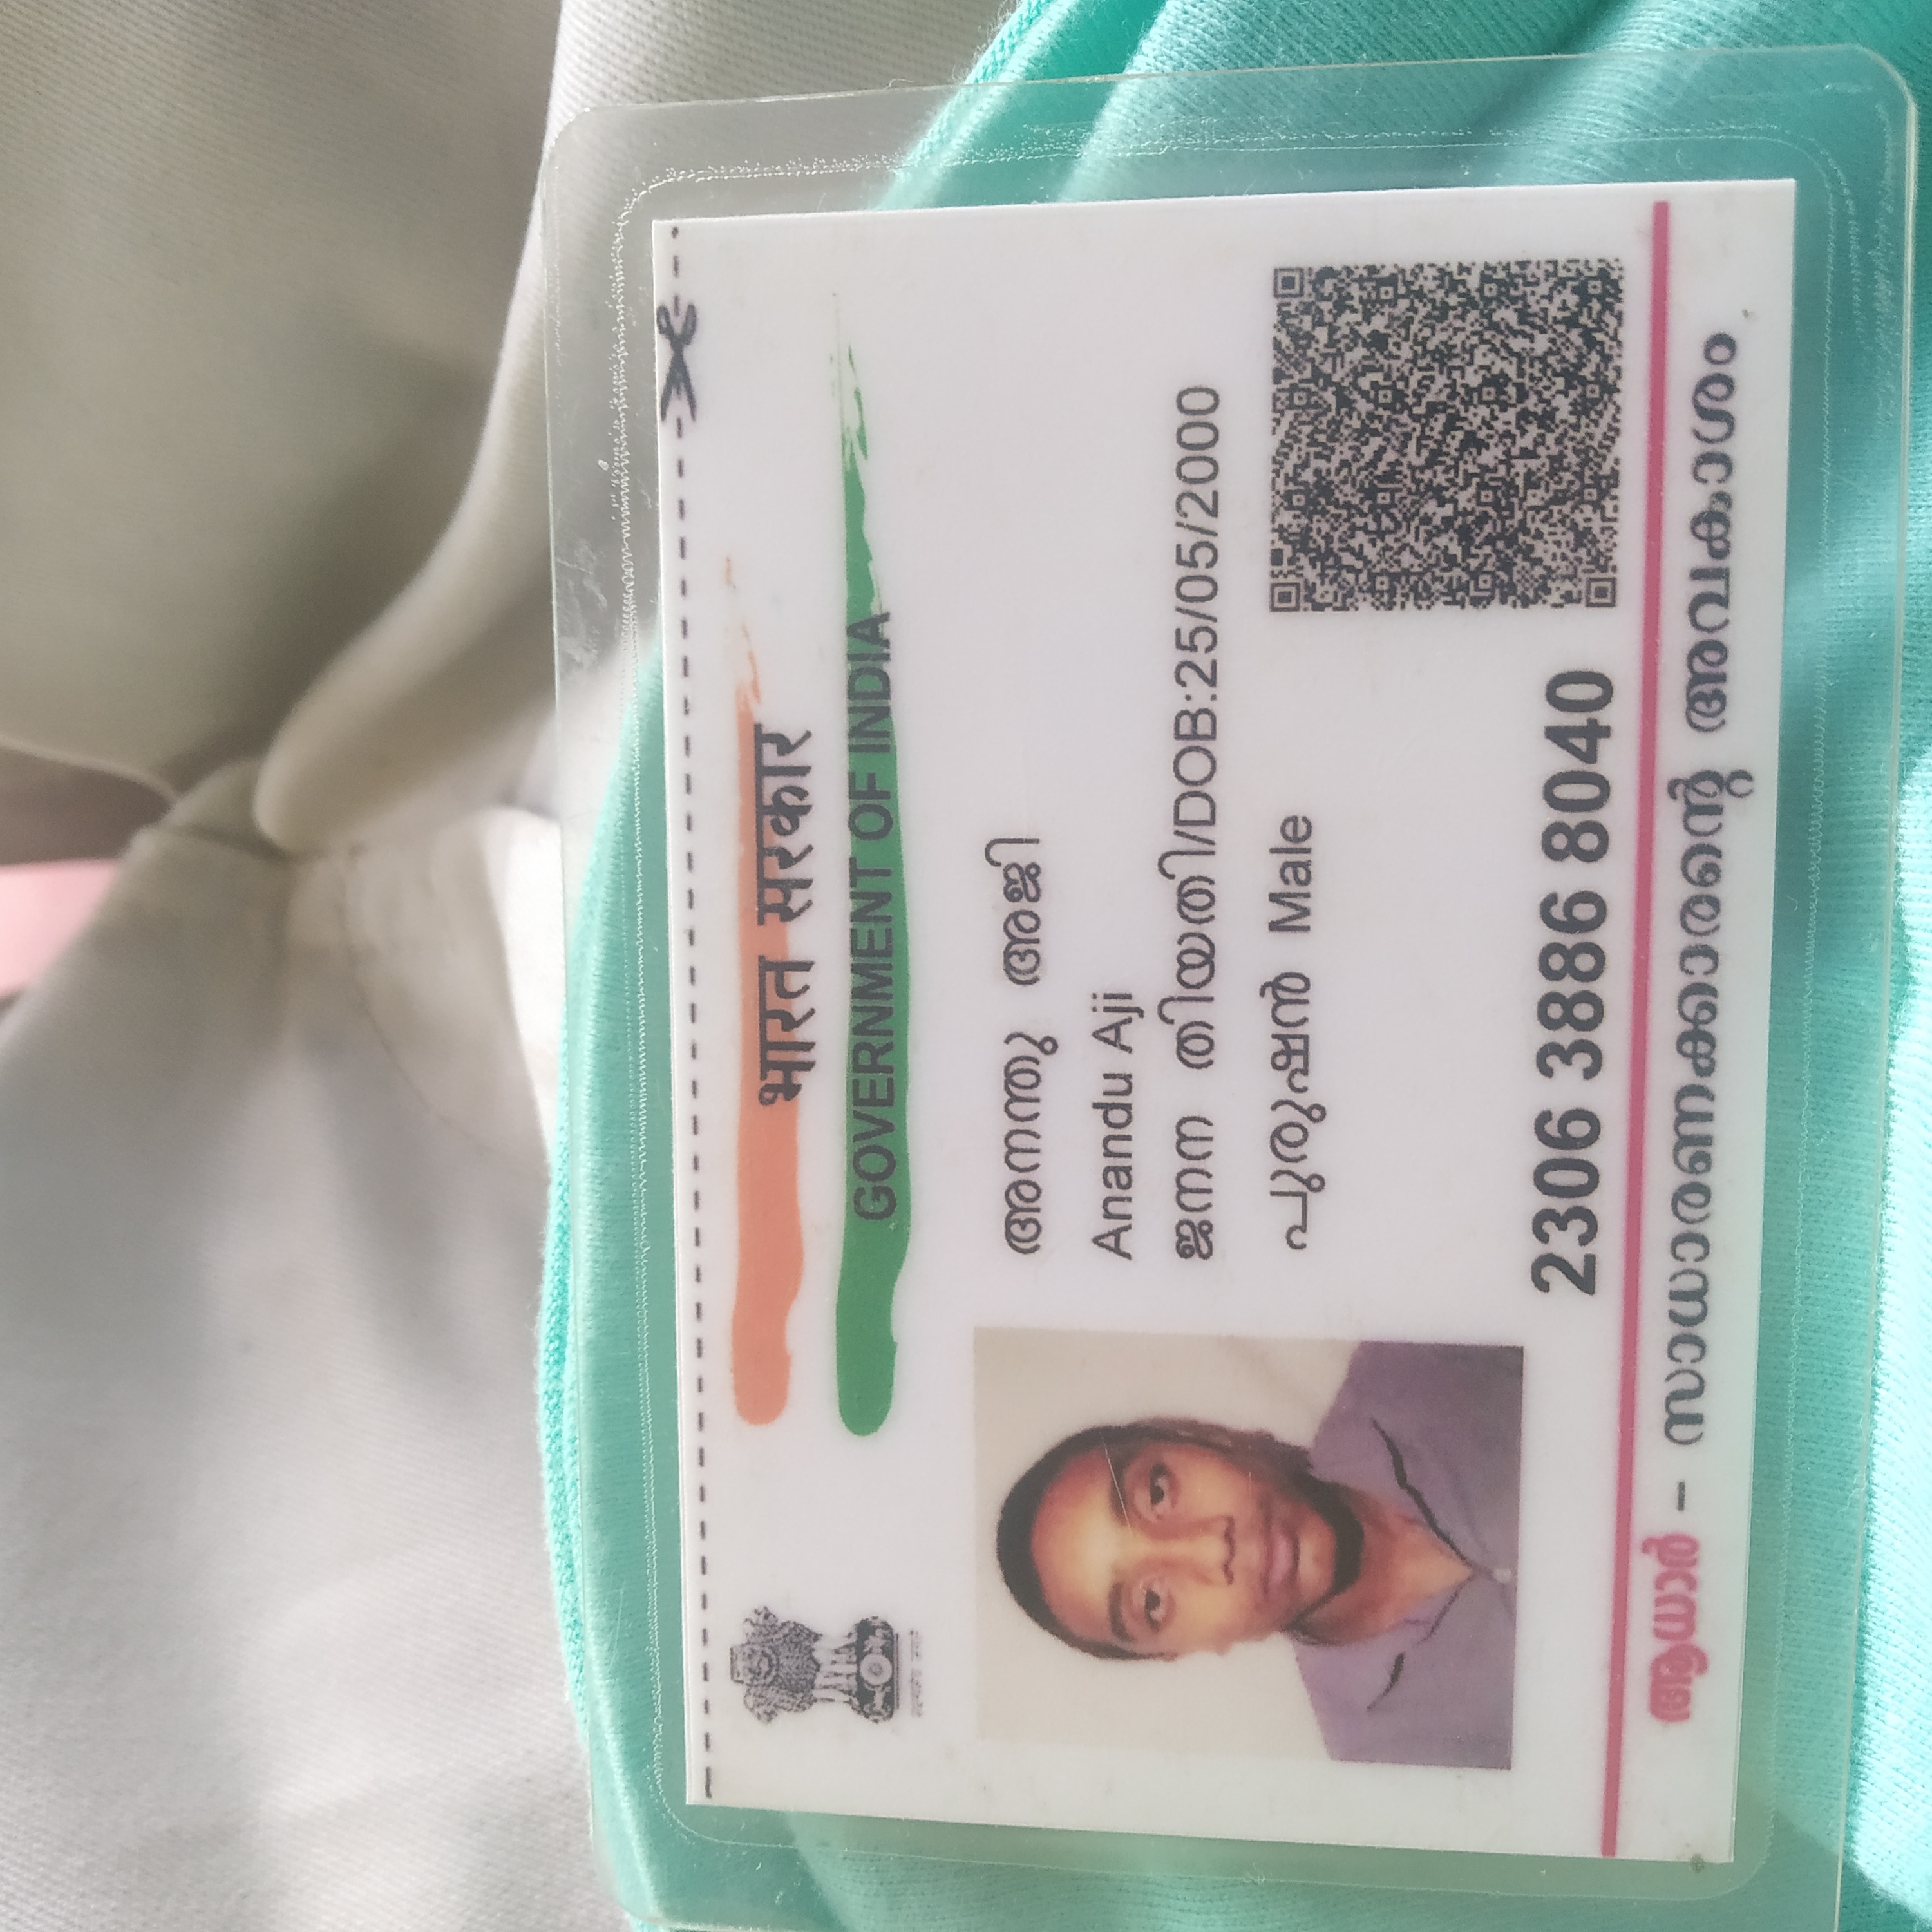 भारत सरकार
GOVERNMENT OF INDIA
അനന്തു അജി
Anandu Aji
ജനന തിയതി/DOB:25/05/2000
പുരുഷൻ Male
2306 3886 8040
ആധാർ - സാധാരണക്കാരന്റെ അവകാശം